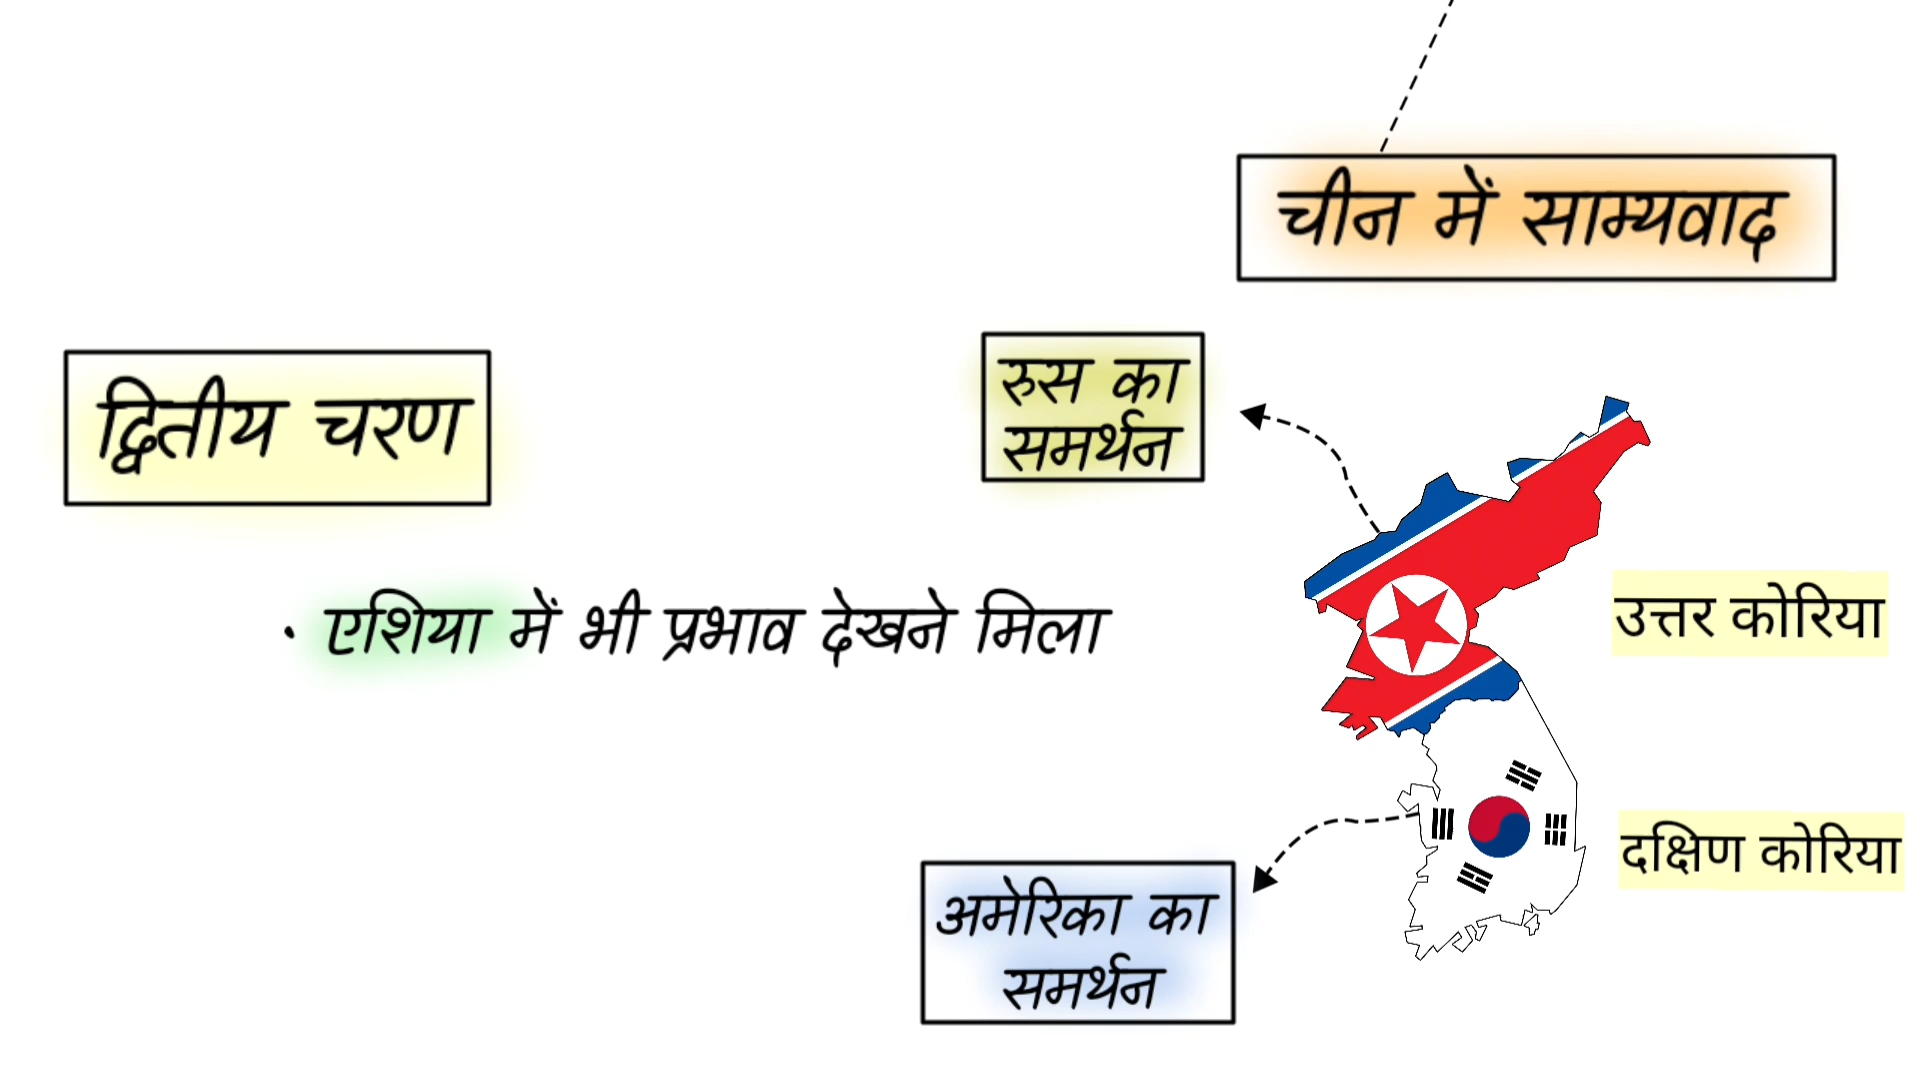 चीन में साम्यवाद
द्वितीय चरण
रुस का
समर्थन
एशिया में भी प्रभाव देखने मिला
उत्तर कोरिया
दक्षिण कोरिया
अमेरिका का
समर्थन